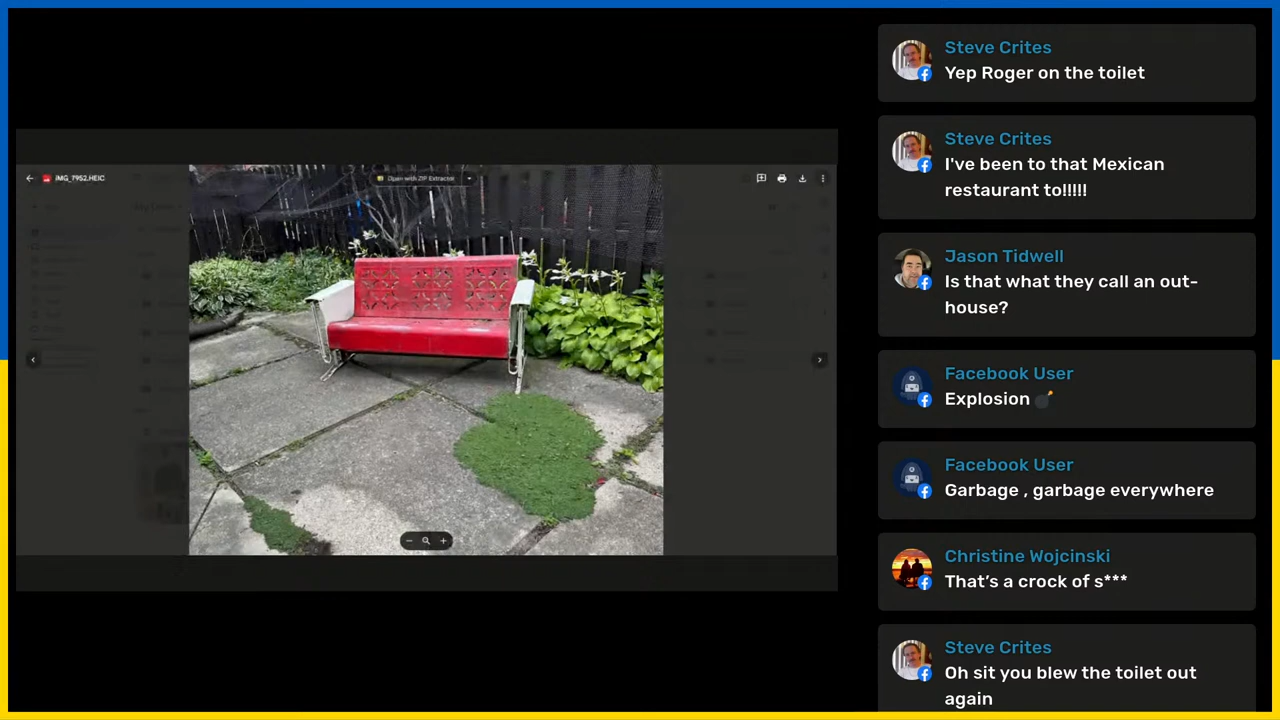 IMG_7952.HEIC
Open with ZIP Extractor
Steve Crites
Yep Roger on the toilet
Steve Crites
I've been to that Mexican
restaurant to!!!!!
Jason Tidwell
Is that what they call an out-
house?
Facebook User
Explosion 💣
Facebook User
Garbage , garbage everywhere
Christine Wojcinski
That's a crock of s***
Steve Crites
Oh sit you blew the toilet out
again